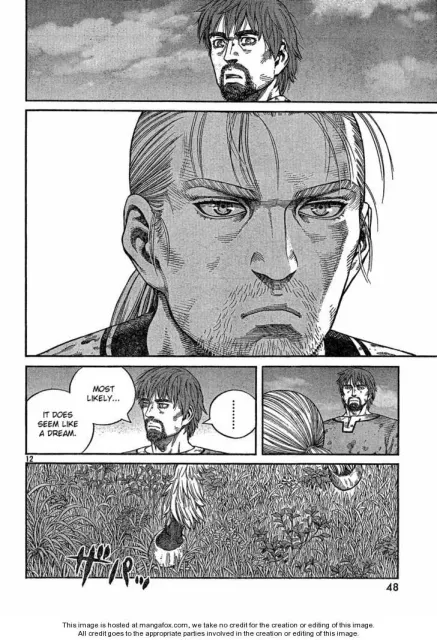 MOST
LIKELY...
IT DOES
SEEM LIKE
A DREAM.
.........
12
ザパッ
48
This image is hosted at mangafox.com, we take no credit for the creation or editing of this image.
All credit goes to the appropriate parties involved in the creation or editing of this image.